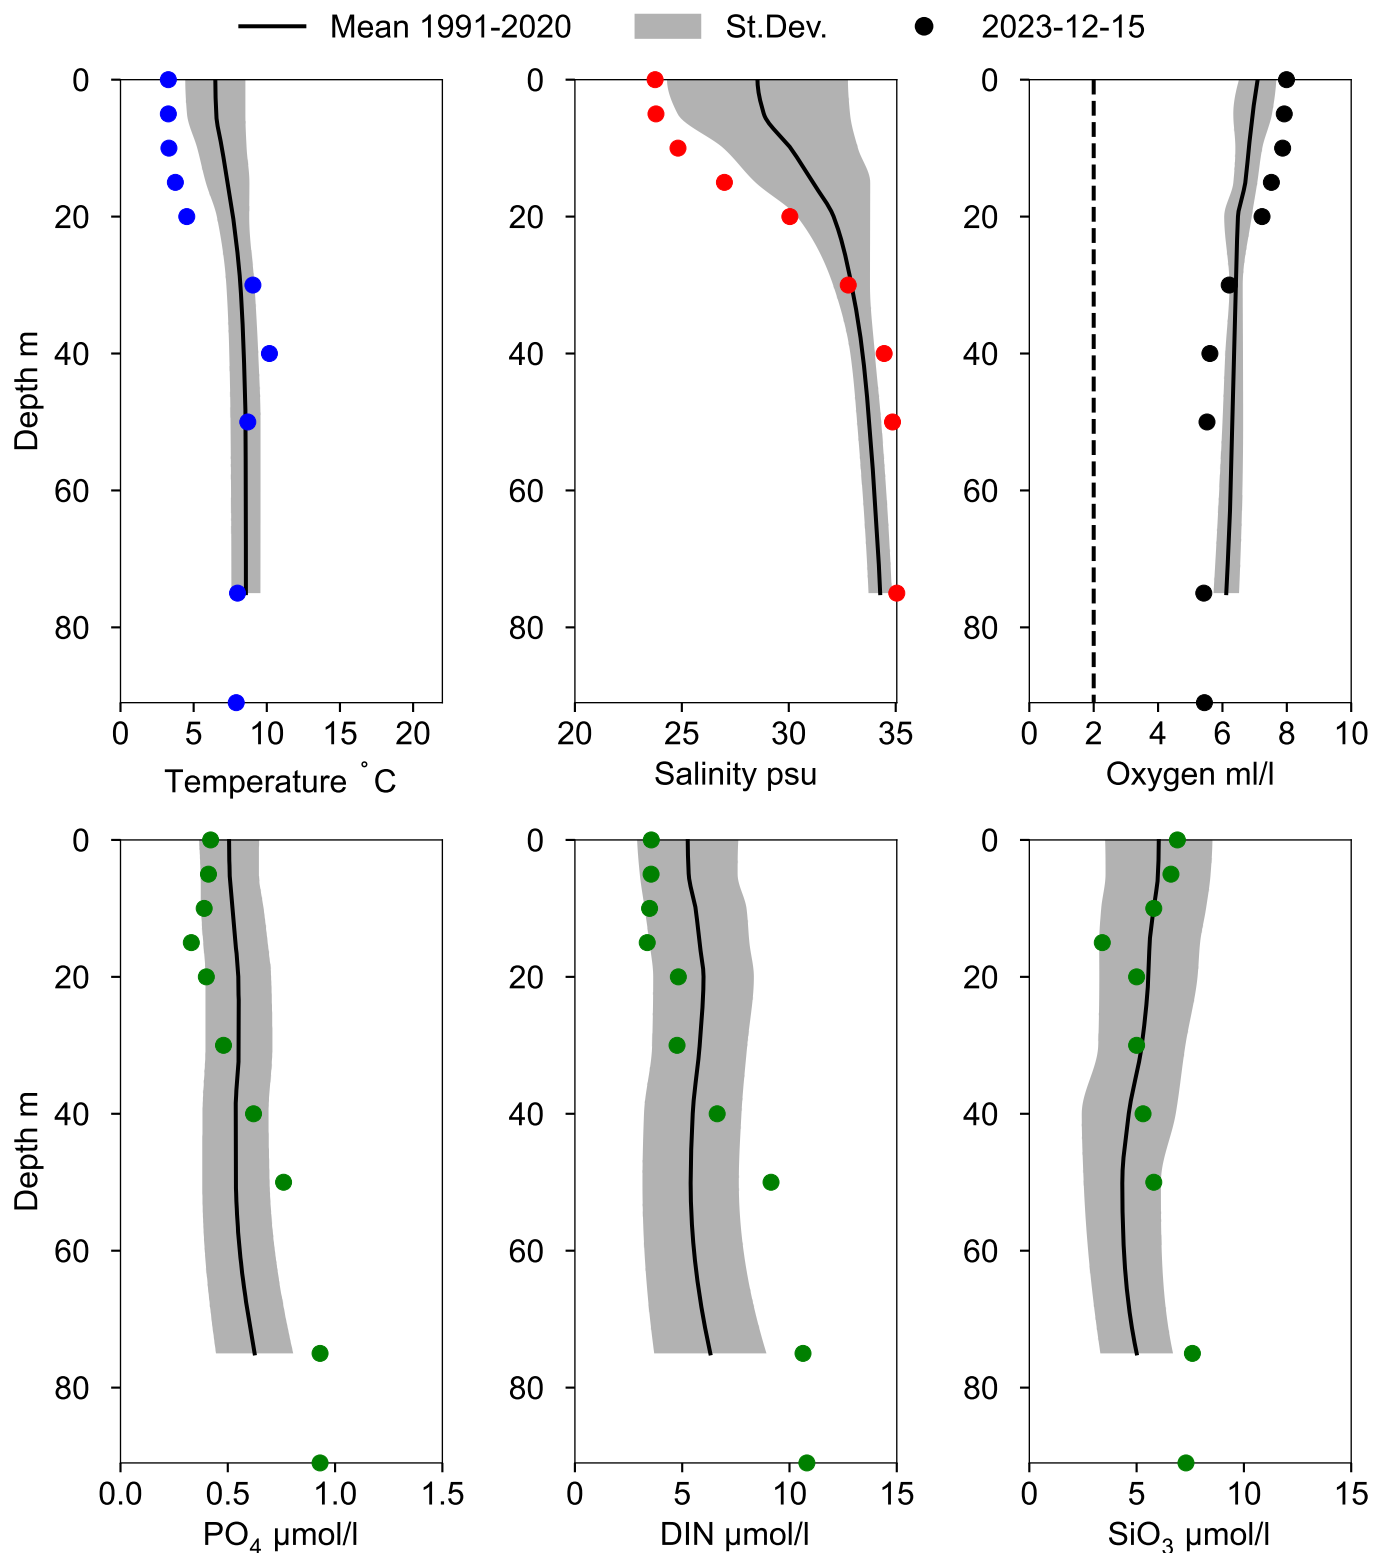 Mean 1991-2020 St.Dev. 2023-12-15
0 0 0
20 20 20
40 40 40
60 60 60
80 80 80
Depth m
0 5 10 15 20 20 25 30 35 0 2 4 6 8 10
Temperature °C Salinity psu Oxygen ml/l
0 0 0
20 20 20
40 40 40
60 60 60
80 80 80
Depth m
0.0 0.5 1.0 1.5 0 5 10 15 0 5 10 15
PO₄ µmol/l DIN µmol/l SiO₃ µmol/l